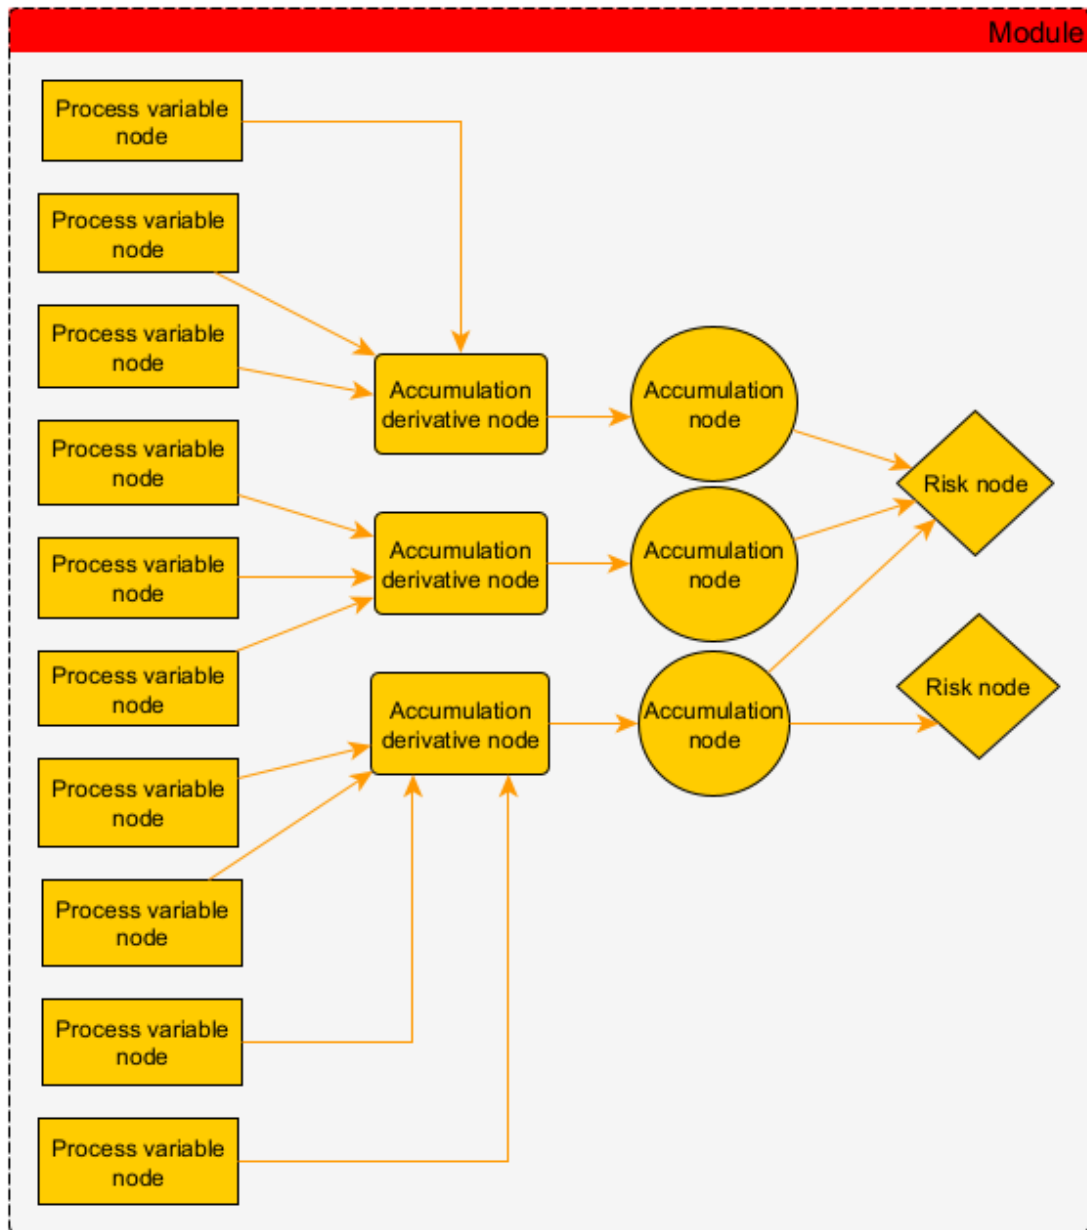 Module
Process variable
node
Process variable
node
Process variable
node
Process variable
node
Process variable
node
Process variable
node
Process variable
node
Process variable
node
Process variable
node
Process variable
node
Accumulation
derivative node
Accumulation
derivative node
Accumulation
derivative node
Accumulation
node
Accumulation
node
Accumulation
node
Risk node
Risk node